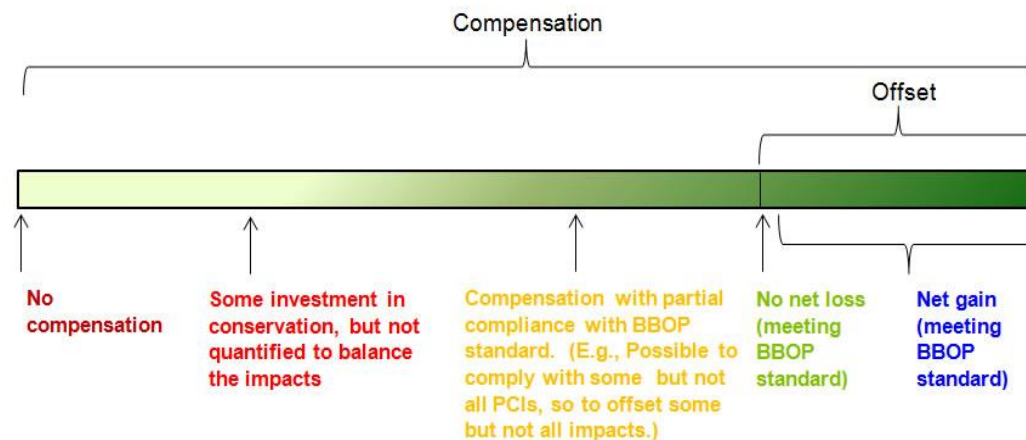 Compensation
Offset
No
compensation
Some investment in
conservation, but not
quantified to balance
the impacts
Compensation with partial
compliance with BBOP
standard. (E.g., Possible to
comply with some but not
all PCIs, so to offset some
but not all impacts.)
No net loss
(meeting
BBOP
standard)
Net gain
(meeting
BBOP
standard)